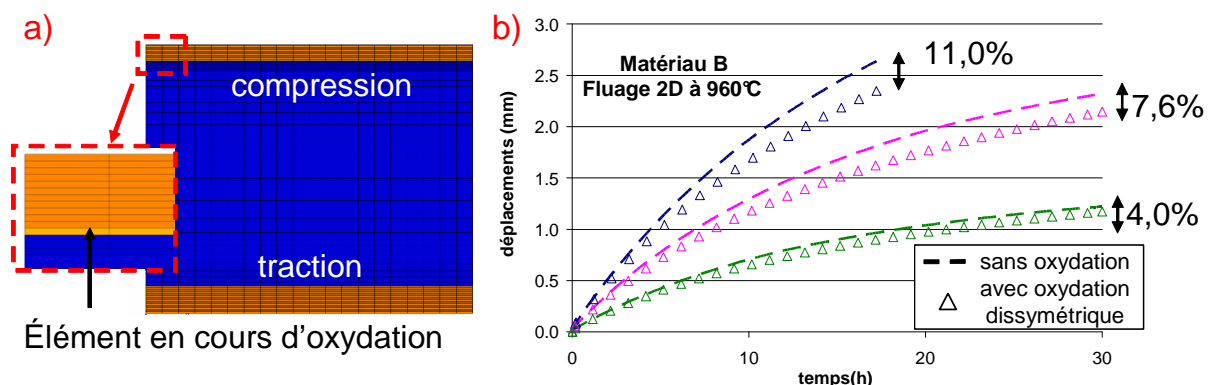 a)
compression
traction
Élément en cours d'oxydation
b)
déplacements (mm)
3.0
2.5
2.0
1.5
1.0
0.5
0.0
Matériau B
Fluage 2D à 960°C
11,0%
7,6%
4,0%
sans oxydation
avec oxydation
dissymétrique
0
10
20
30
temps(h)